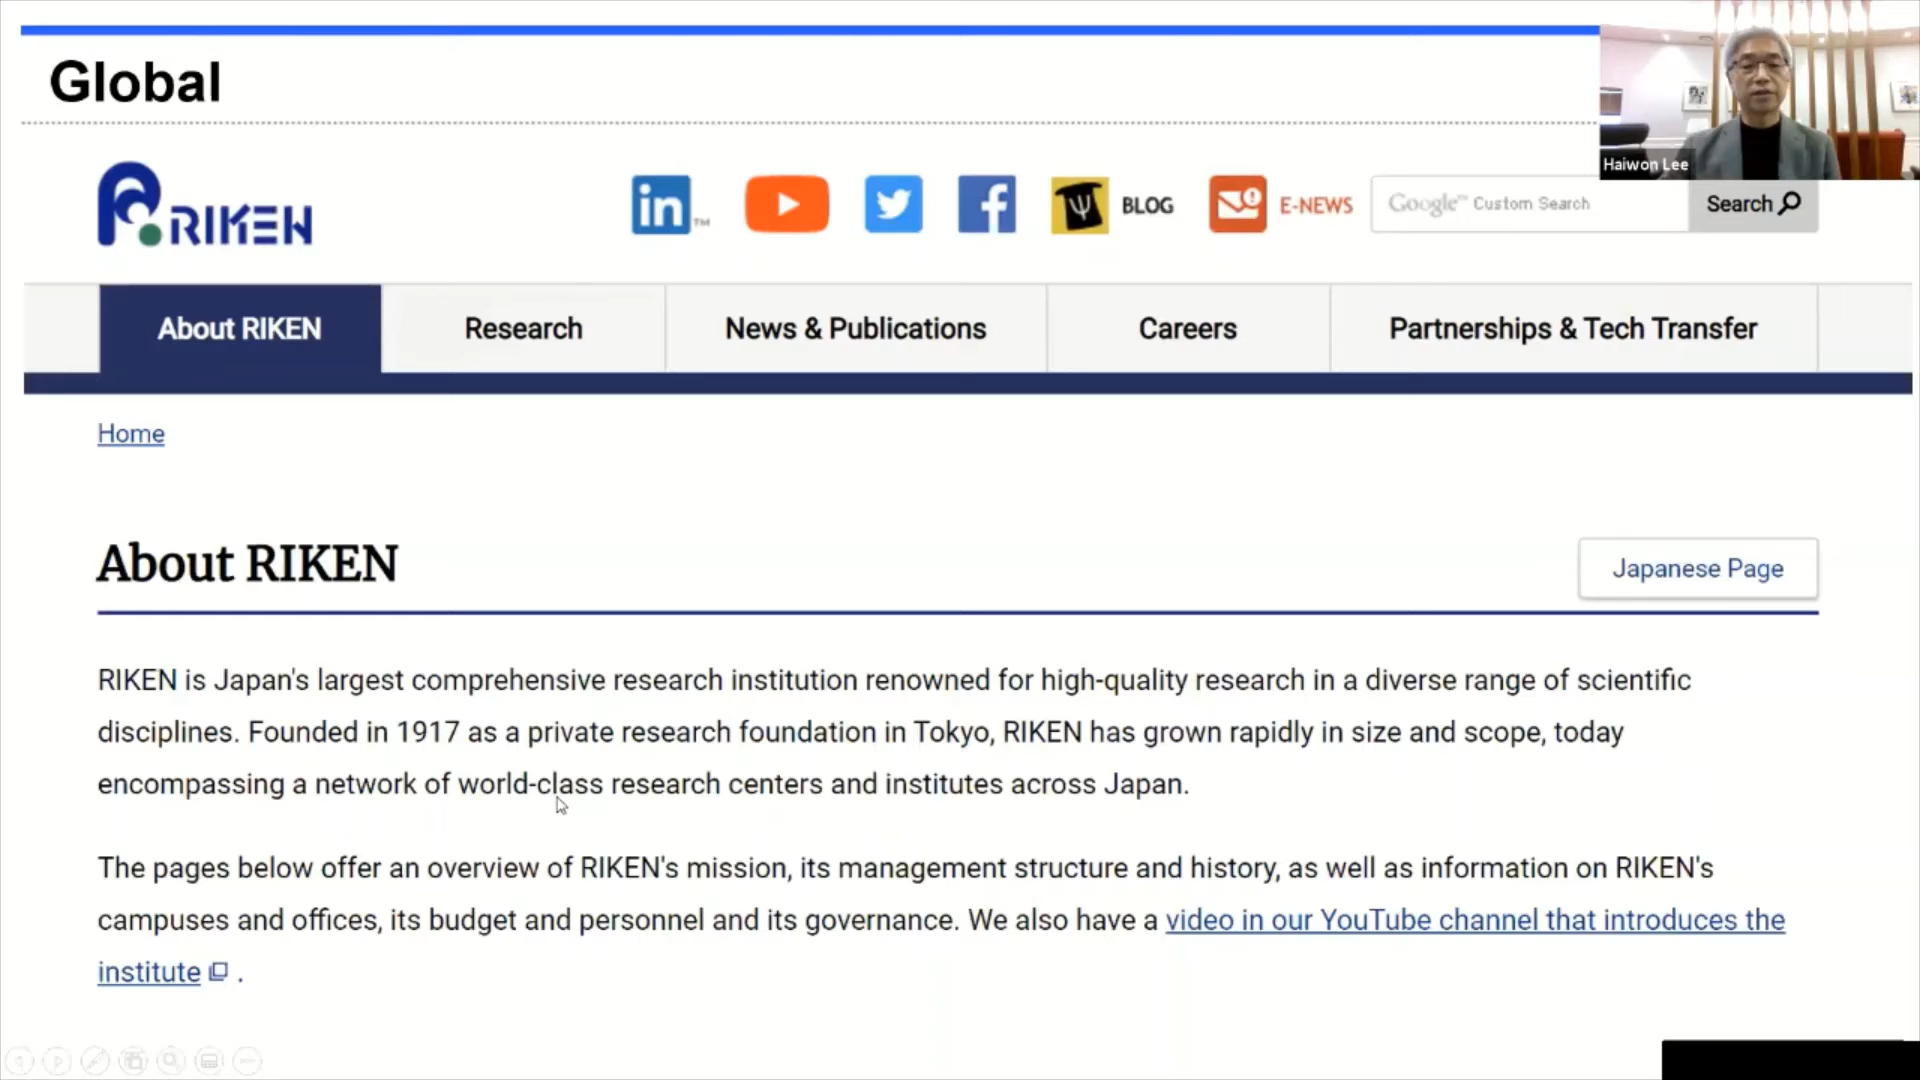 Global
Haiwon Lee
RIKEN
in TM
BLOG
E-NEWS
Google™ Custom Search
Search
About RIKEN
Research
News & Publications
Careers
Partnerships & Tech Transfer
Home
About RIKEN
Japanese Page
RIKEN is Japan's largest comprehensive research institution renowned for high-quality research in a diverse range of scientific
disciplines. Founded in 1917 as a private research foundation in Tokyo, RIKEN has grown rapidly in size and scope, today
encompassing a network of world-class research centers and institutes across Japan.
The pages below offer an overview of RIKEN's mission, its management structure and history, as well as information on RIKEN's
campuses and offices, its budget and personnel and its governance. We also have a video in our YouTube channel that introduces the
institute .